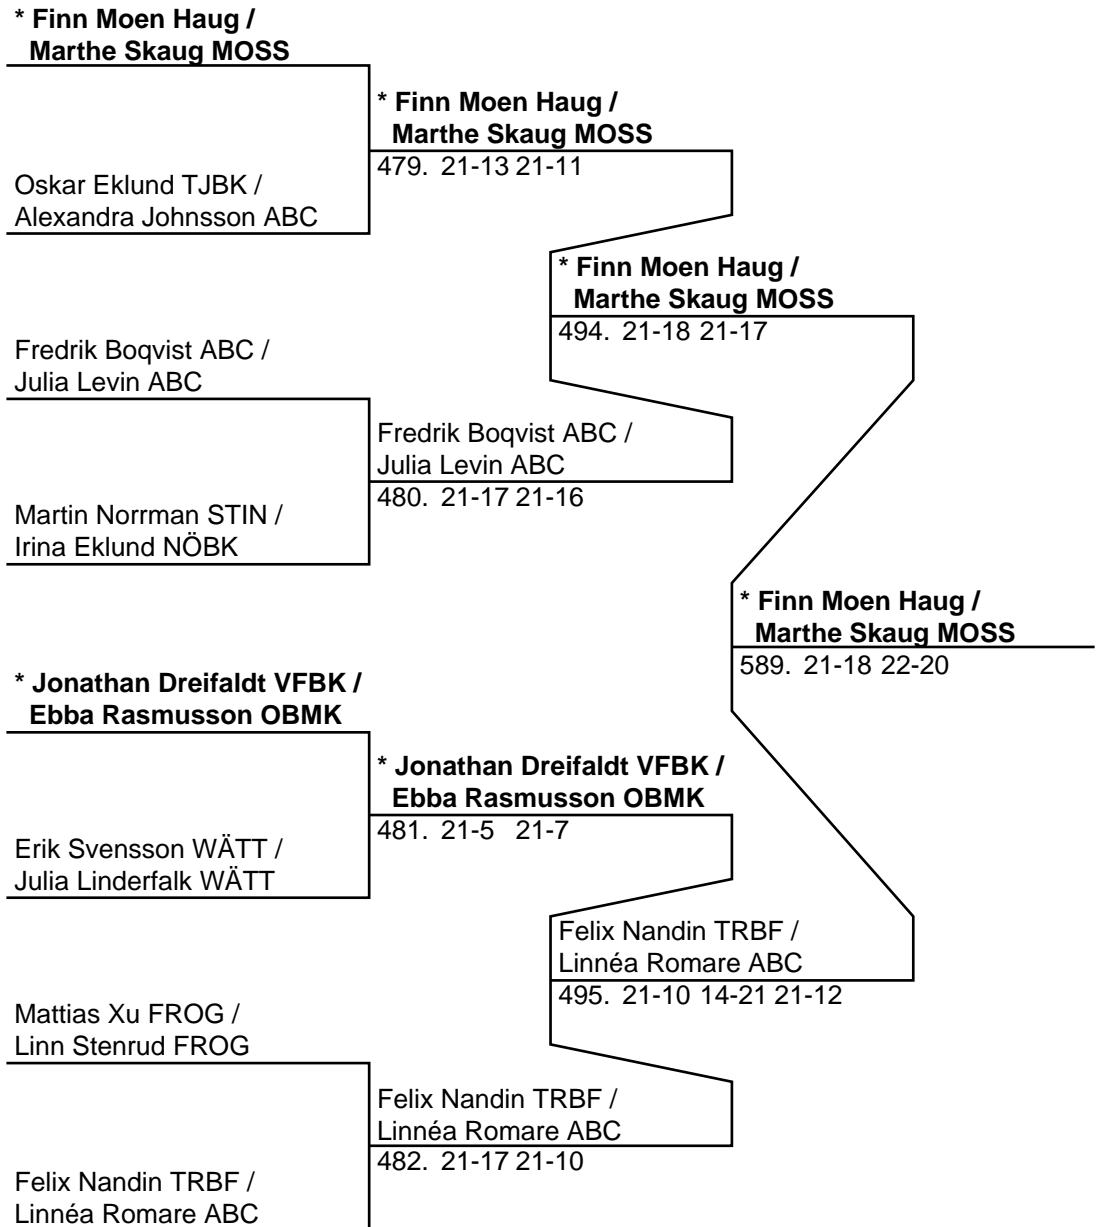 * Finn Moen Haug /
Marthe Skaug MOSS
* Finn Moen Haug /
Marthe Skaug MOSS
479. 21-13 21-11
Oskar Eklund TJBK /
Alexandra Johnsson ABC
* Finn Moen Haug /
Marthe Skaug MOSS
494. 21-18 21-17
Fredrik Boqvist ABC /
Julia Levin ABC
Fredrik Boqvist ABC /
Julia Levin ABC
480. 21-17 21-16
Martin Norrman STIN /
Irina Eklund NÖBK
* Finn Moen Haug /
Marthe Skaug MOSS
589. 21-18 22-20
* Jonathan Dreifaldt VFBK /
Ebba Rasmusson OBMK
* Jonathan Dreifaldt VFBK /
Ebba Rasmusson OBMK
481. 21-5 21-7
Erik Svensson WÄTT /
Julia Linderfalk WÄTT
Felix Nandin TRBF /
Linnéa Romare ABC
495. 21-10 14-21 21-12
Mattias Xu FROG /
Linn Stenrud FROG
Felix Nandin TRBF /
Linnéa Romare ABC
482. 21-17 21-10
Felix Nandin TRBF /
Linnéa Romare ABC